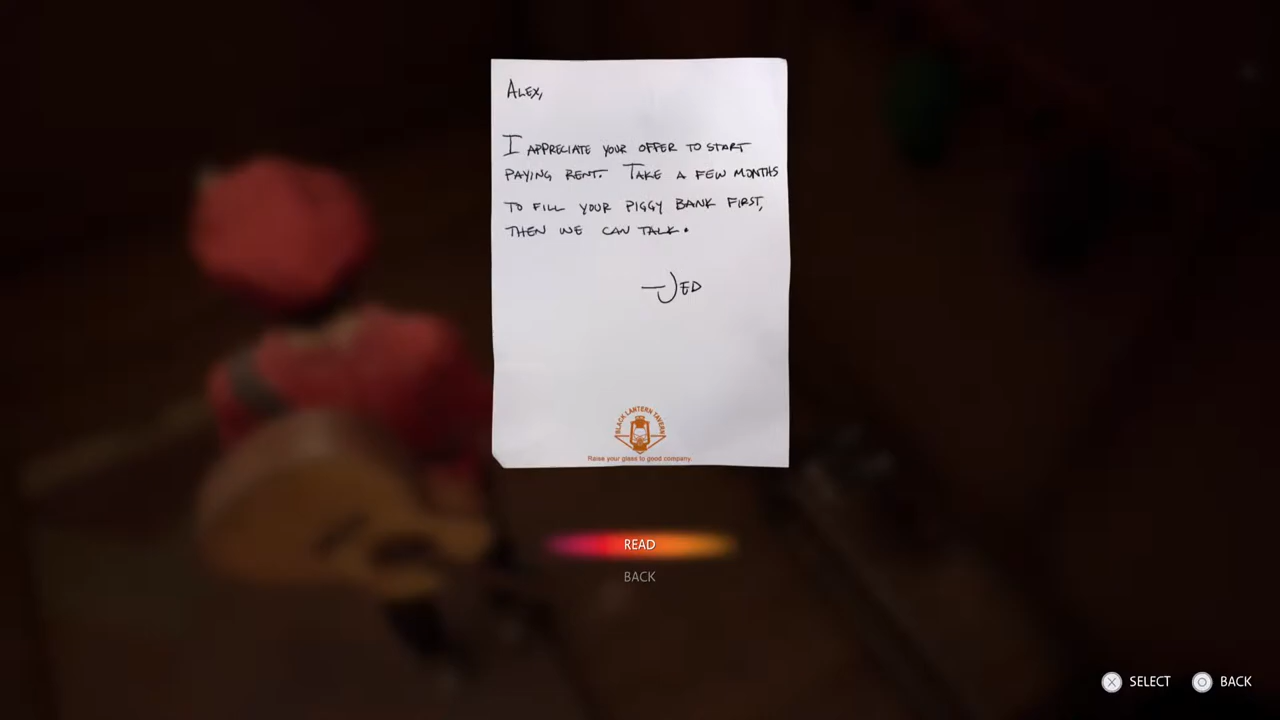 ALEX,
I APPRECIATE YOUR OFFER TO START
PAYING RENT. TAKE A FEW MONTHS
TO FILL YOUR PIGGY BANK FIRST,
THEN WE CAN TALK.
—JED
BLACK LANTERN TAVERN
Raise your glass to good company.
READ
BACK
SELECT BACK